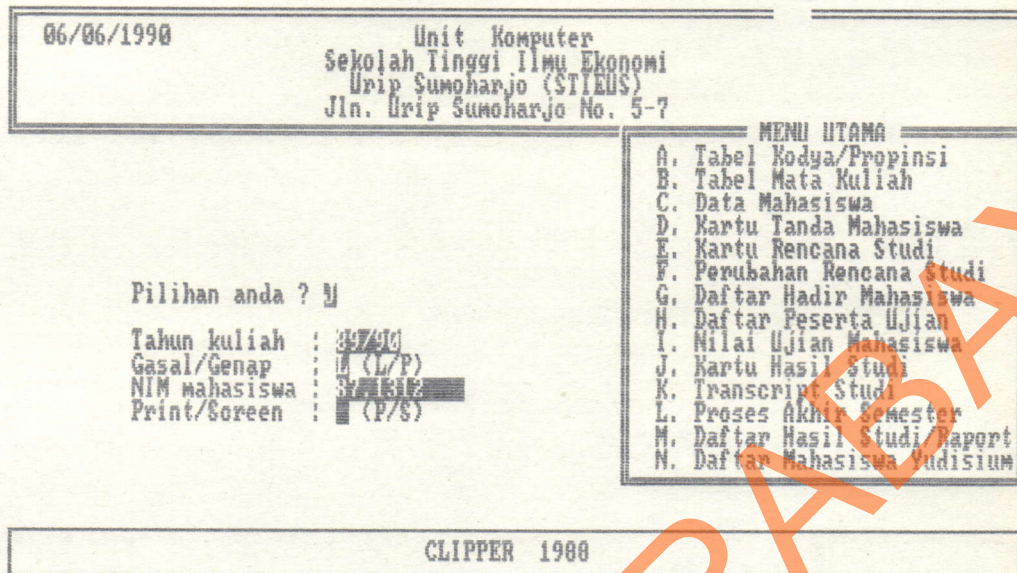 06/06/1990
Unit Komputer
Sekolah Tinggi Ilmu Ekonomi
Urip Sumoharjo (STIEUS)
Jln. Urip Sumoharjo No. 5-7
MENU UTAMA
A. Tabel Kodya/Propinsi
B. Tabel Mata Kuliah
C. Data Mahasiswa
D. Kartu Tanda Mahasiswa
E. Kartu Rencana Studi
F. Perubahan Rencana Studi
G. Daftar Hadir Mahasiswa
H. Daftar Peserta Ujian
I. Nilai Ujian Mahasiswa
J. Kartu Hasil Studi
K. Transcript Studi
L. Proses Akhir Semester
M. Daftar Hasil Studi/Raport
N. Daftar Mahasiswa Yudisium
Pilihan anda ?
Tahun kuliah : 89/90
Gasal/Genap : (L/P)
NIM mahasiswa : 87.1312
Print/Screen : (P/S)
CLIPPER 1988